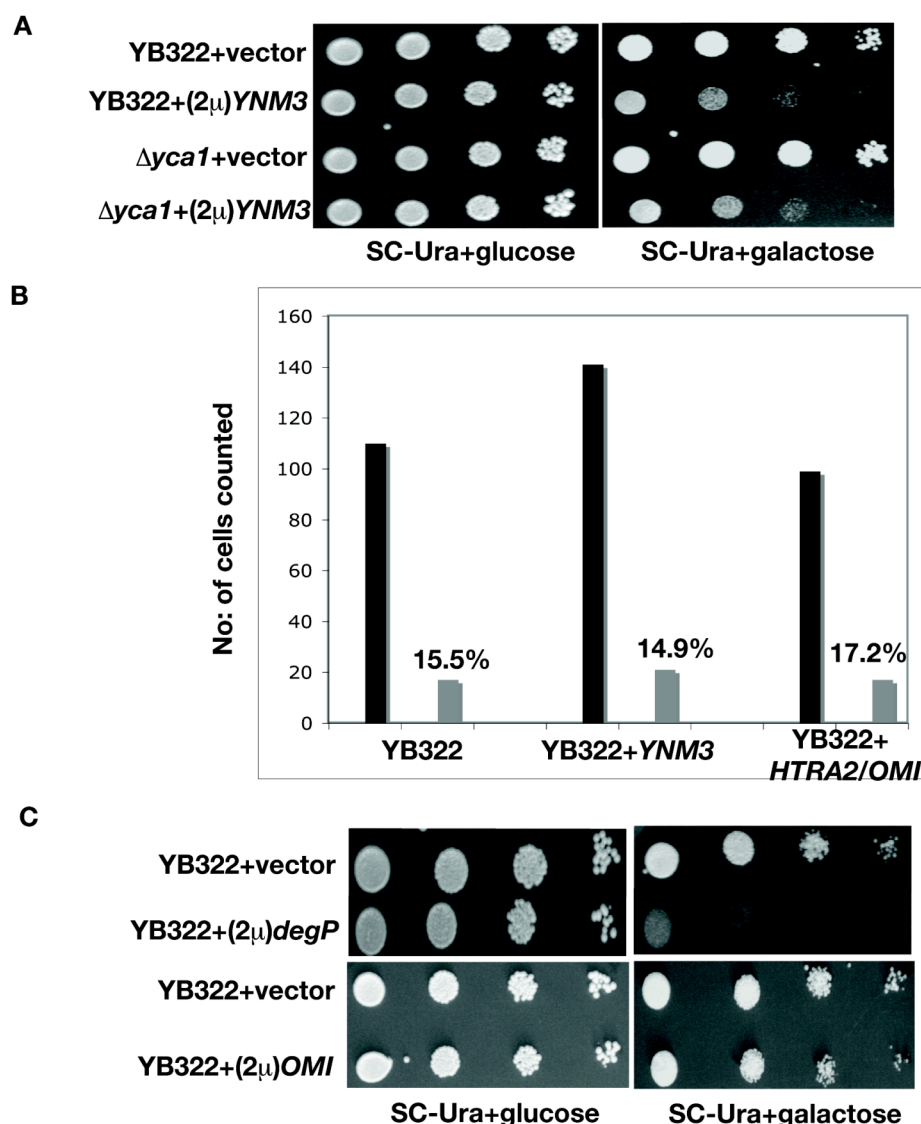 A
YB322+vector
YB322+(2μ)YNM3
Δyca1+vector
Δyca1+(2μ)YNM3
SC-Ura+glucose
SC-Ura+galactose
B
No: of cells counted
160
140
120
100
80
60
40
20
0
15.5%
14.9%
17.2%
YB322
YB322+YNM3
YB322+
HTRA2/OMI
C
YB322+vector
YB322+(2μ)degP
YB322+vector
YB322+(2μ)OMI
SC-Ura+glucose
SC-Ura+galactose